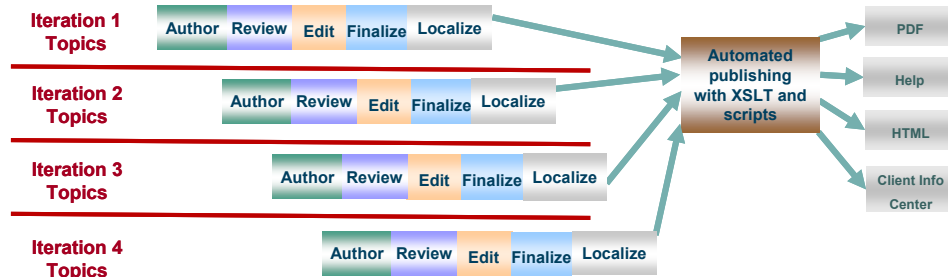 Iteration 1
Topics
Author Review Edit Finalize Localize
Iteration 2
Topics
Author Review Edit Finalize Localize
Iteration 3
Topics
Author Review Edit Finalize Localize
Iteration 4
Topics
Author Review Edit Finalize Localize
Automated
publishing
with XSLT and
scripts
PDF
Help
HTML
Client Info
Center